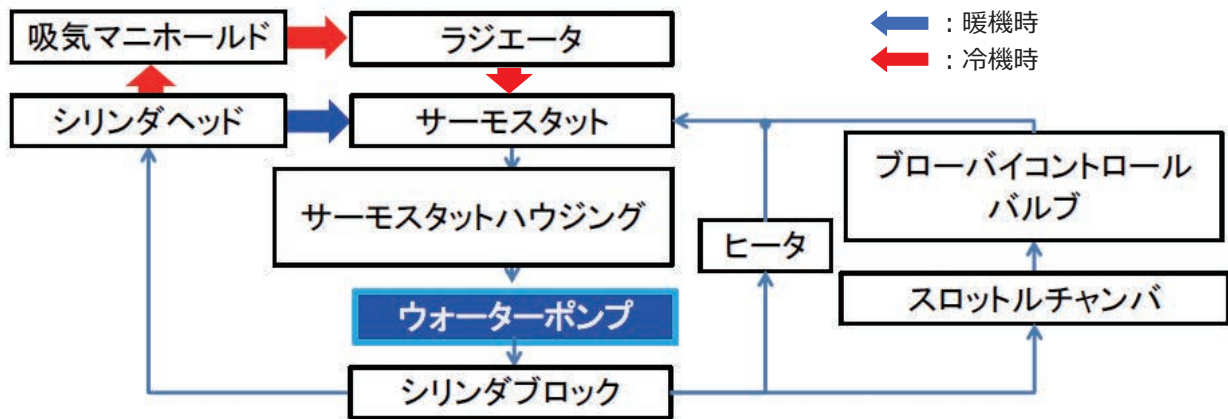 吸気マニホールド
ラジエータ
：暖機時
：冷機時
シリンダヘッド
サーモスタット
サーモスタットハウジング
ヒータ
ブローバイコントロール
バルブ
スロットルチャンバ
ウォーターポンプ
シリンダブロック